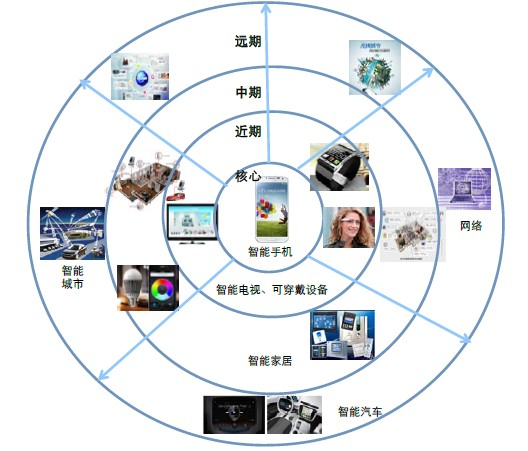 远期
中期
近期
核心
智能手机
网络
智能
城市
智能电视、可穿戴设备
智能家居
智能汽车